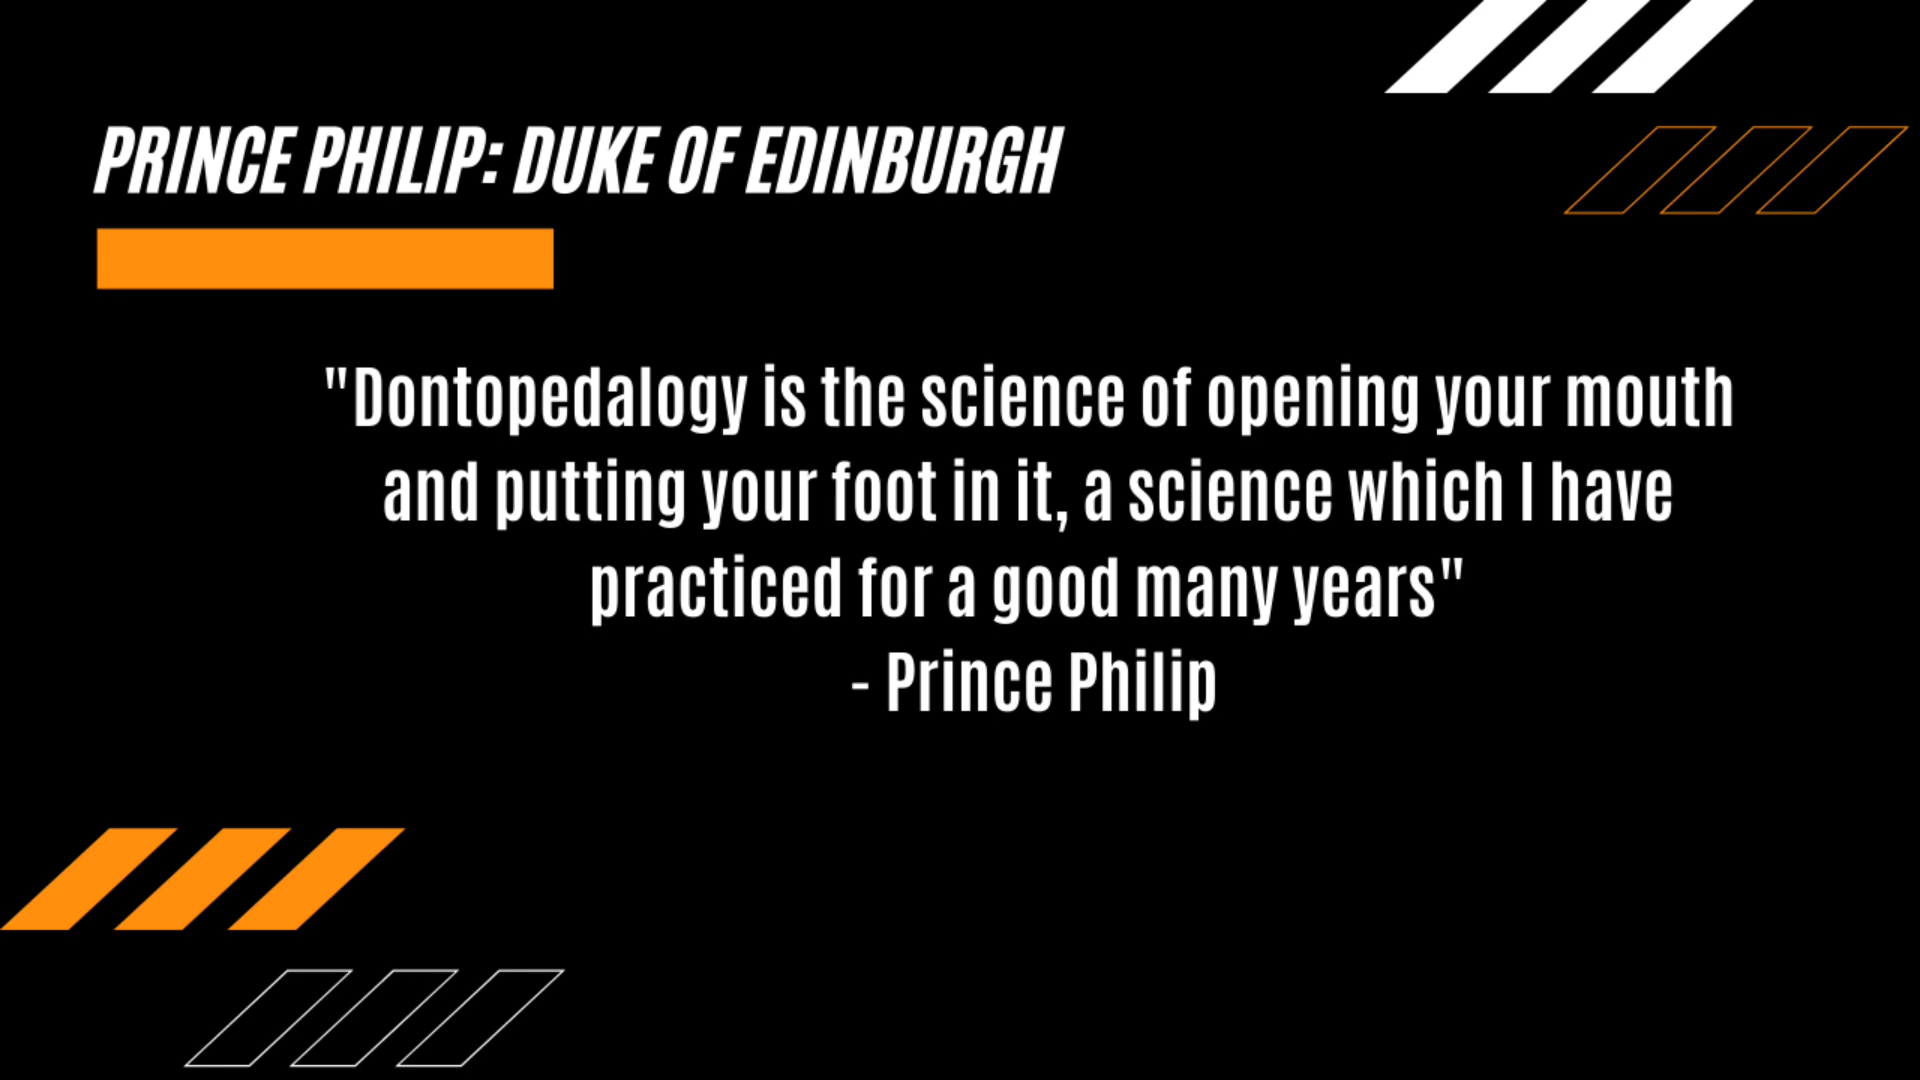 PRINCE PHILIP: DUKE OF EDINBURGH
"Dontopedalogy is the science of opening your mouth
and putting your foot in it, a science which I have
practiced for a good many years"
- Prince Philip